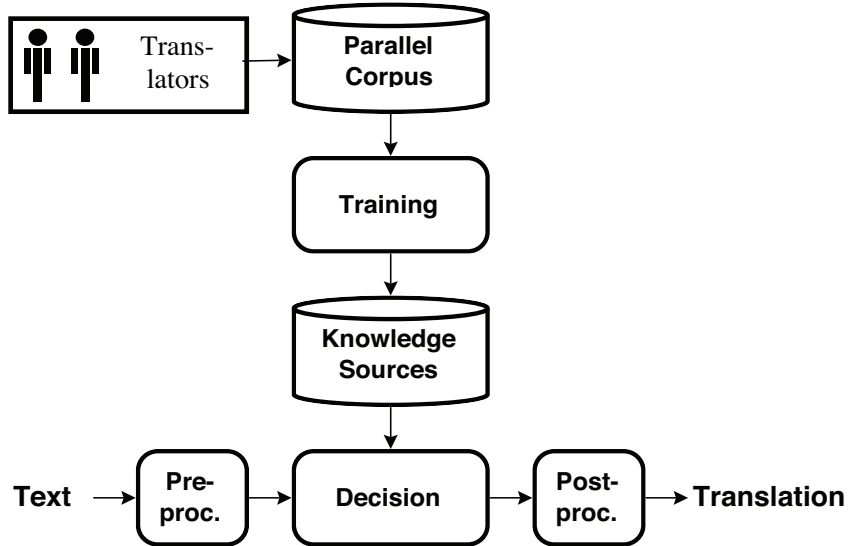 Trans-
lators
Parallel
Corpus
Training
Knowledge
Sources
Text
Pre-
proc.
Decision
Post-
proc.
Translation